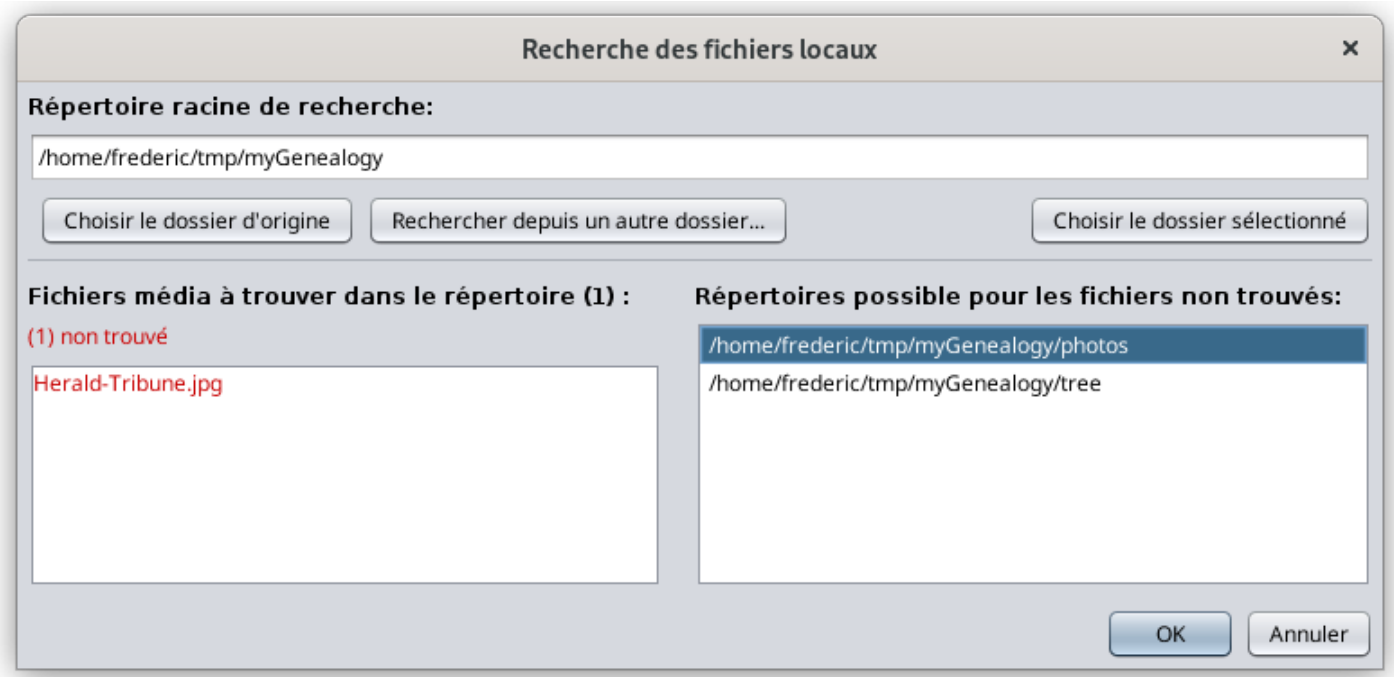 Recherche des fichiers locaux
Répertoire racine de recherche:
/home/frederic/tmp/myGenealogy
Choisir le dossier d'origine
Rechercher depuis un autre dossier...
Choisir le dossier sélectionné
Fichiers média à trouver dans le répertoire (1) :
(1) non trouvé
Herald-Tribune.jpg
Répertoires possible pour les fichiers non trouvés:
/home/frederic/tmp/myGenealogy/photos
/home/frederic/tmp/myGenealogy/tree
OK
Annuler